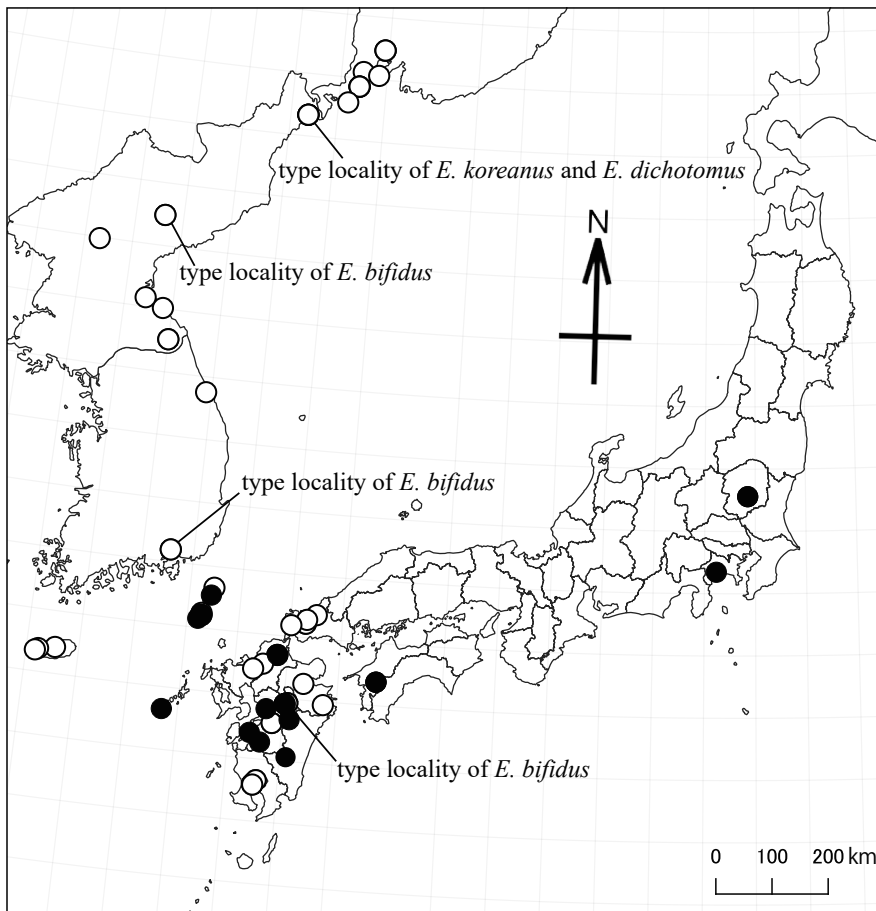 type locality of E. koreanus and E. dichotomus
N
type locality of E. bifidus
type locality of E. bifidus
type locality of E. bifidus
0 100 200 km